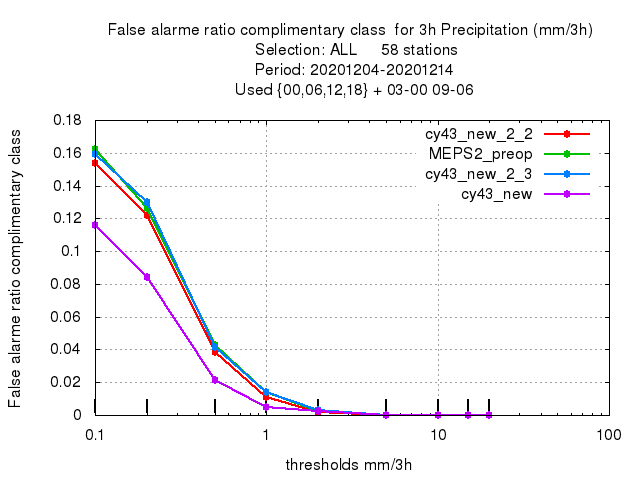 False alarme ratio complimentary class  for 3h Precipitation (mm/3h)
Selection: ALL     58 stations
Period: 20201204-20201214
Used {00,06,12,18} + 03-00 09-06
False alarme ratio complimentary class
0.18
0.16
0.14
0.12
0.1
0.08
0.06
0.04
0.02
0
cy43_new_2_2
MEPS2_preop
cy43_new_2_3
cy43_new
0.1 1 10 100
thresholds mm/3h